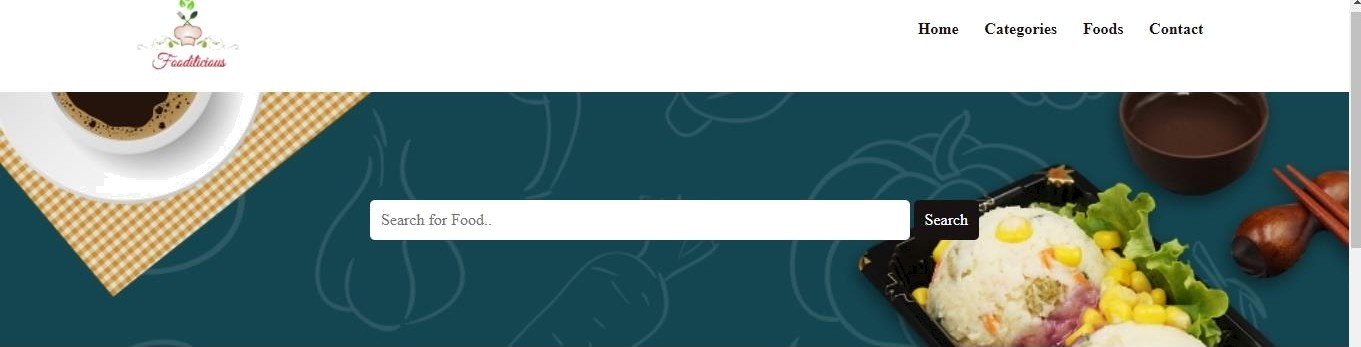 Foodilicious
Home Categories Foods Contact
Search for Food.. Search